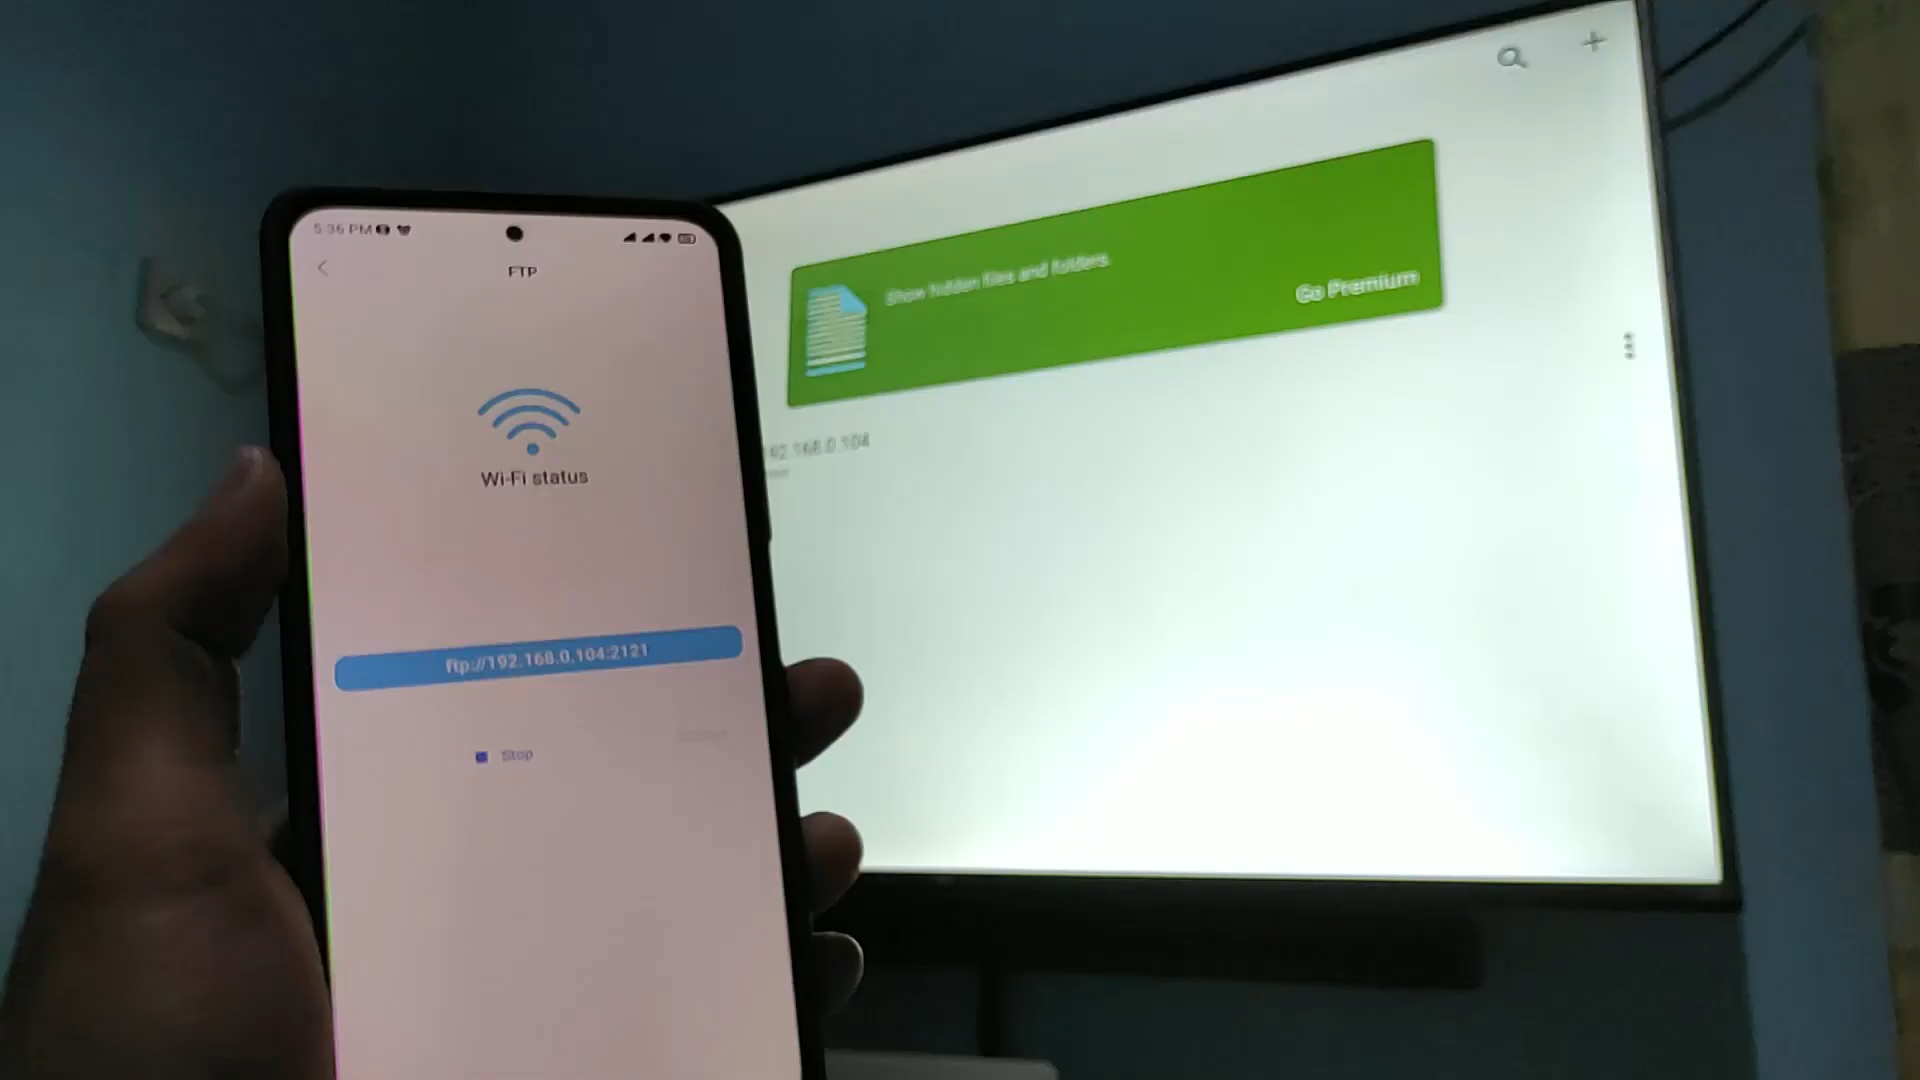 5:36 PM
FTP
Wi-Fi status
ftp://192.168.0.104:2121
Stop
Show hidden files and folders.
Go Premium
92.168.0.104